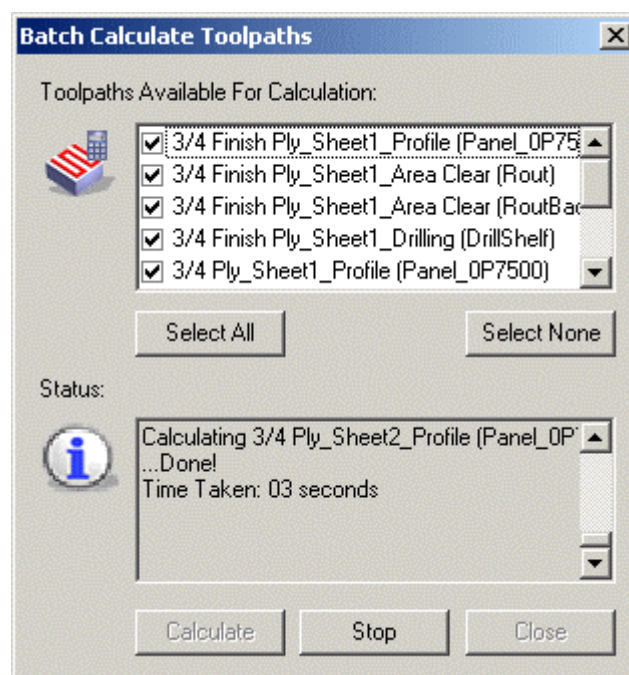 Batch Calculate Toolpaths
Toolpaths Available For Calculation:
3/4 Finish Ply_Sheet1_Profile (Panel_0P75
3/4 Finish Ply_Sheet1_Area Clear (Rout)
3/4 Finish Ply_Sheet1_Area Clear (RoutBac
3/4 Finish Ply_Sheet1_Drilling (DrillShelf)
3/4 Ply_Sheet1_Profile (Panel_0P7500)
Select All
Select None
Status:
Calculating 3/4 Ply_Sheet2_Profile (Panel_0P
...Done!
Time Taken: 03 seconds
Calculate
Stop
Close